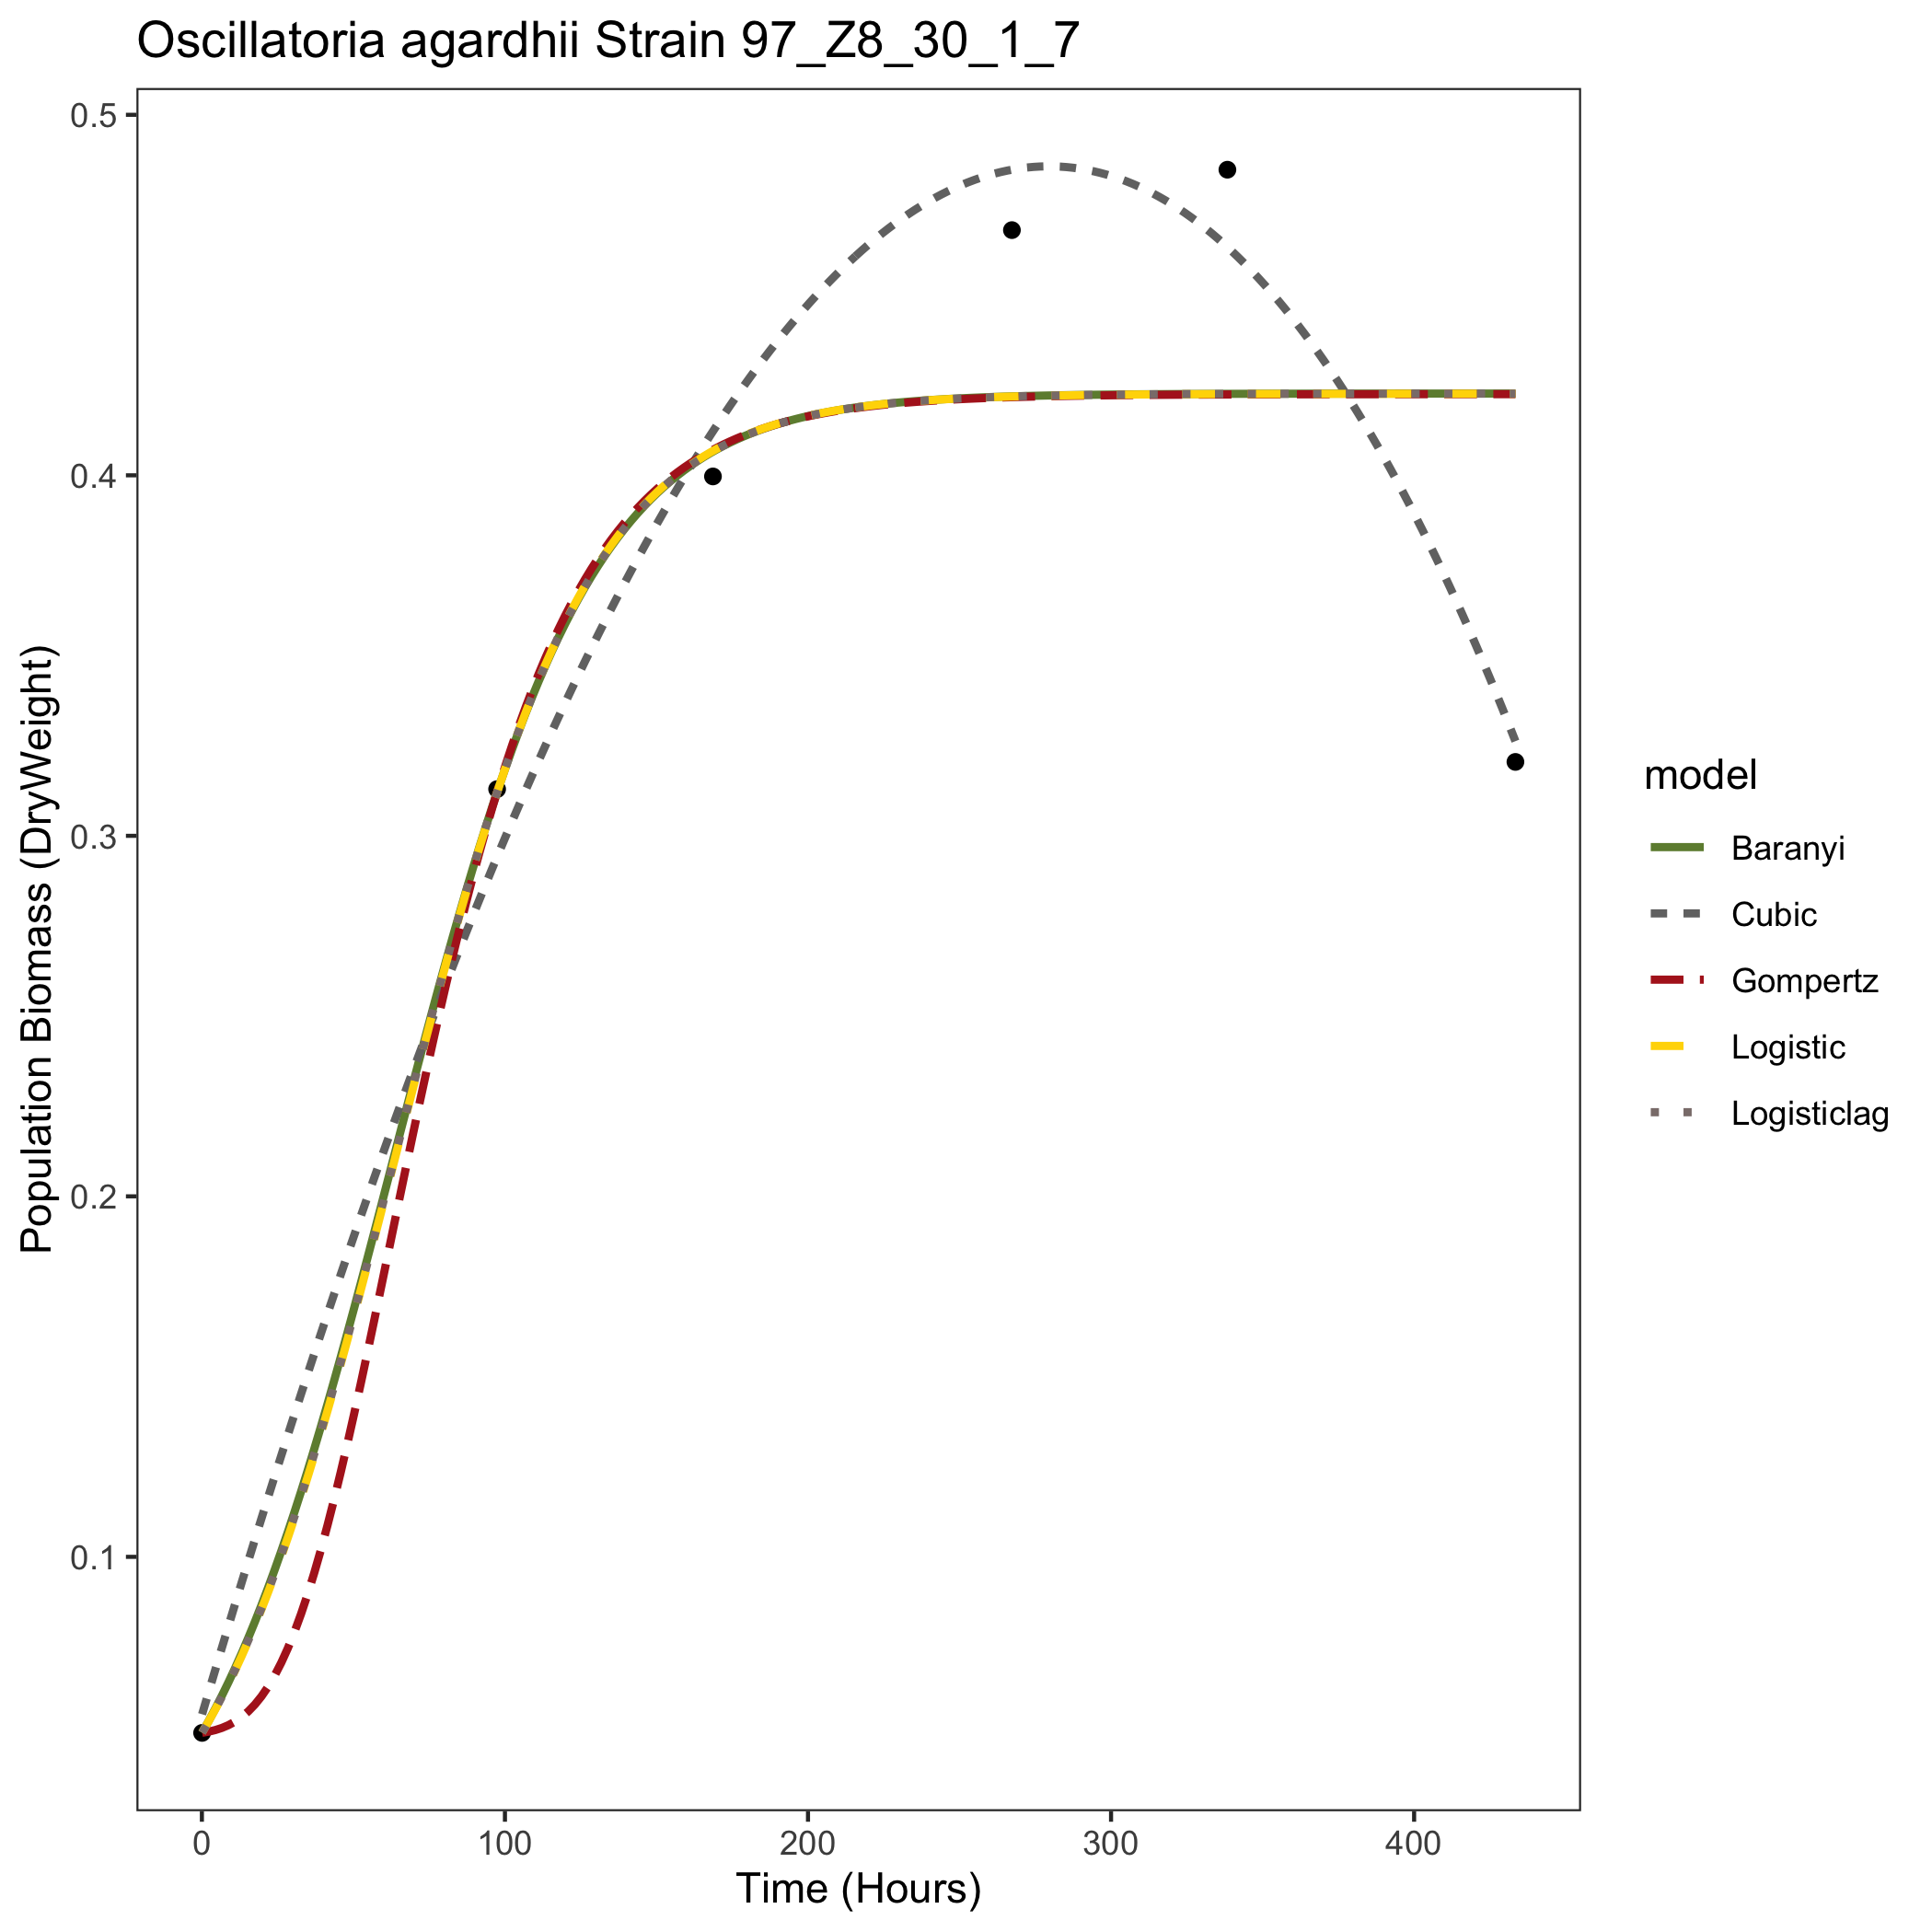 Oscillatoria agardhii Strain 97_Z8_30_1_7
Population Biomass (DryWeight)
0.5
0.4
0.3
0.2
0.1
0
100
200
300
400
Time (Hours)
model
Baranyi
Cubic
Gompertz
Logistic
Logisticlag